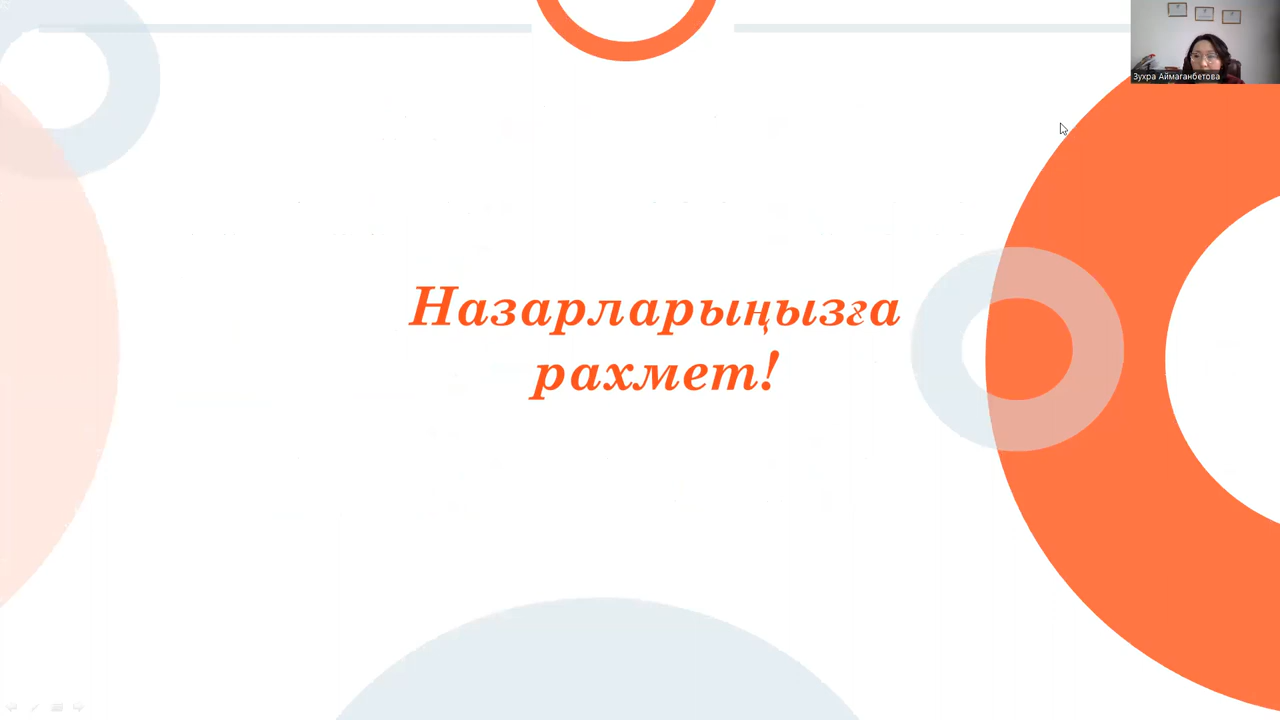 Зухра Аймаганбетова
Назарларыңызға
рахмет!